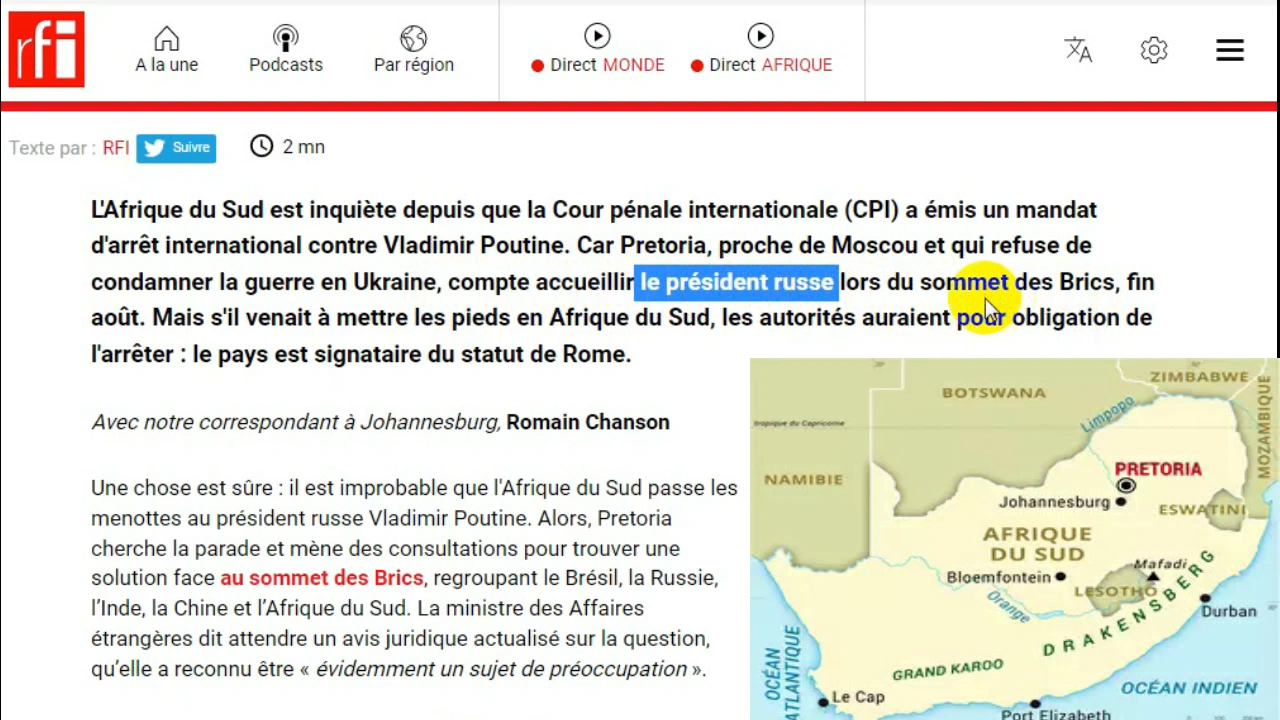 rfi
A la une
Podcasts
Par région
Direct MONDE
Direct AFRIQUE
Texte par : RFI Suivre 2 mn
L'Afrique du Sud est inquiète depuis que la Cour pénale internationale (CPI) a émis un mandat
d'arrêt international contre Vladimir Poutine. Car Pretoria, proche de Moscou et qui refuse de
condamner la guerre en Ukraine, compte accueillir le président russe lors du sommet des Brics, fin
août. Mais s'il venait à mettre les pieds en Afrique du Sud, les autorités auraient pour obligation de
l'arrêter : le pays est signataire du statut de Rome.
Avec notre correspondant à Johannesburg, Romain Chanson
Une chose est sûre : il est improbable que l'Afrique du Sud passe les
menottes au président russe Vladimir Poutine. Alors, Pretoria
cherche la parade et mène des consultations pour trouver une
solution face au sommet des Brics, regroupant le Brésil, la Russie,
l'Inde, la Chine et l'Afrique du Sud. La ministre des Affaires
étrangères dit attendre un avis juridique actualisé sur la question,
qu'elle a reconnu être « évidemment un sujet de préoccupation ».
ZIMBABWE
BOTSWANA
MOZAMBIQUE
Limpopo
tropique du Capricorne
PRETORIA
NAMIBIE
Johannesburg
ESWATINI
AFRIQUE
DU SUD
Mafadi
Bloemfontein
LESOTHO
Orange
DRAKENSBERG
Durban
OCÉAN
ATLANTIQUE
GRAND KAROO
OCÉAN INDIEN
Le Cap
Port Elizabeth